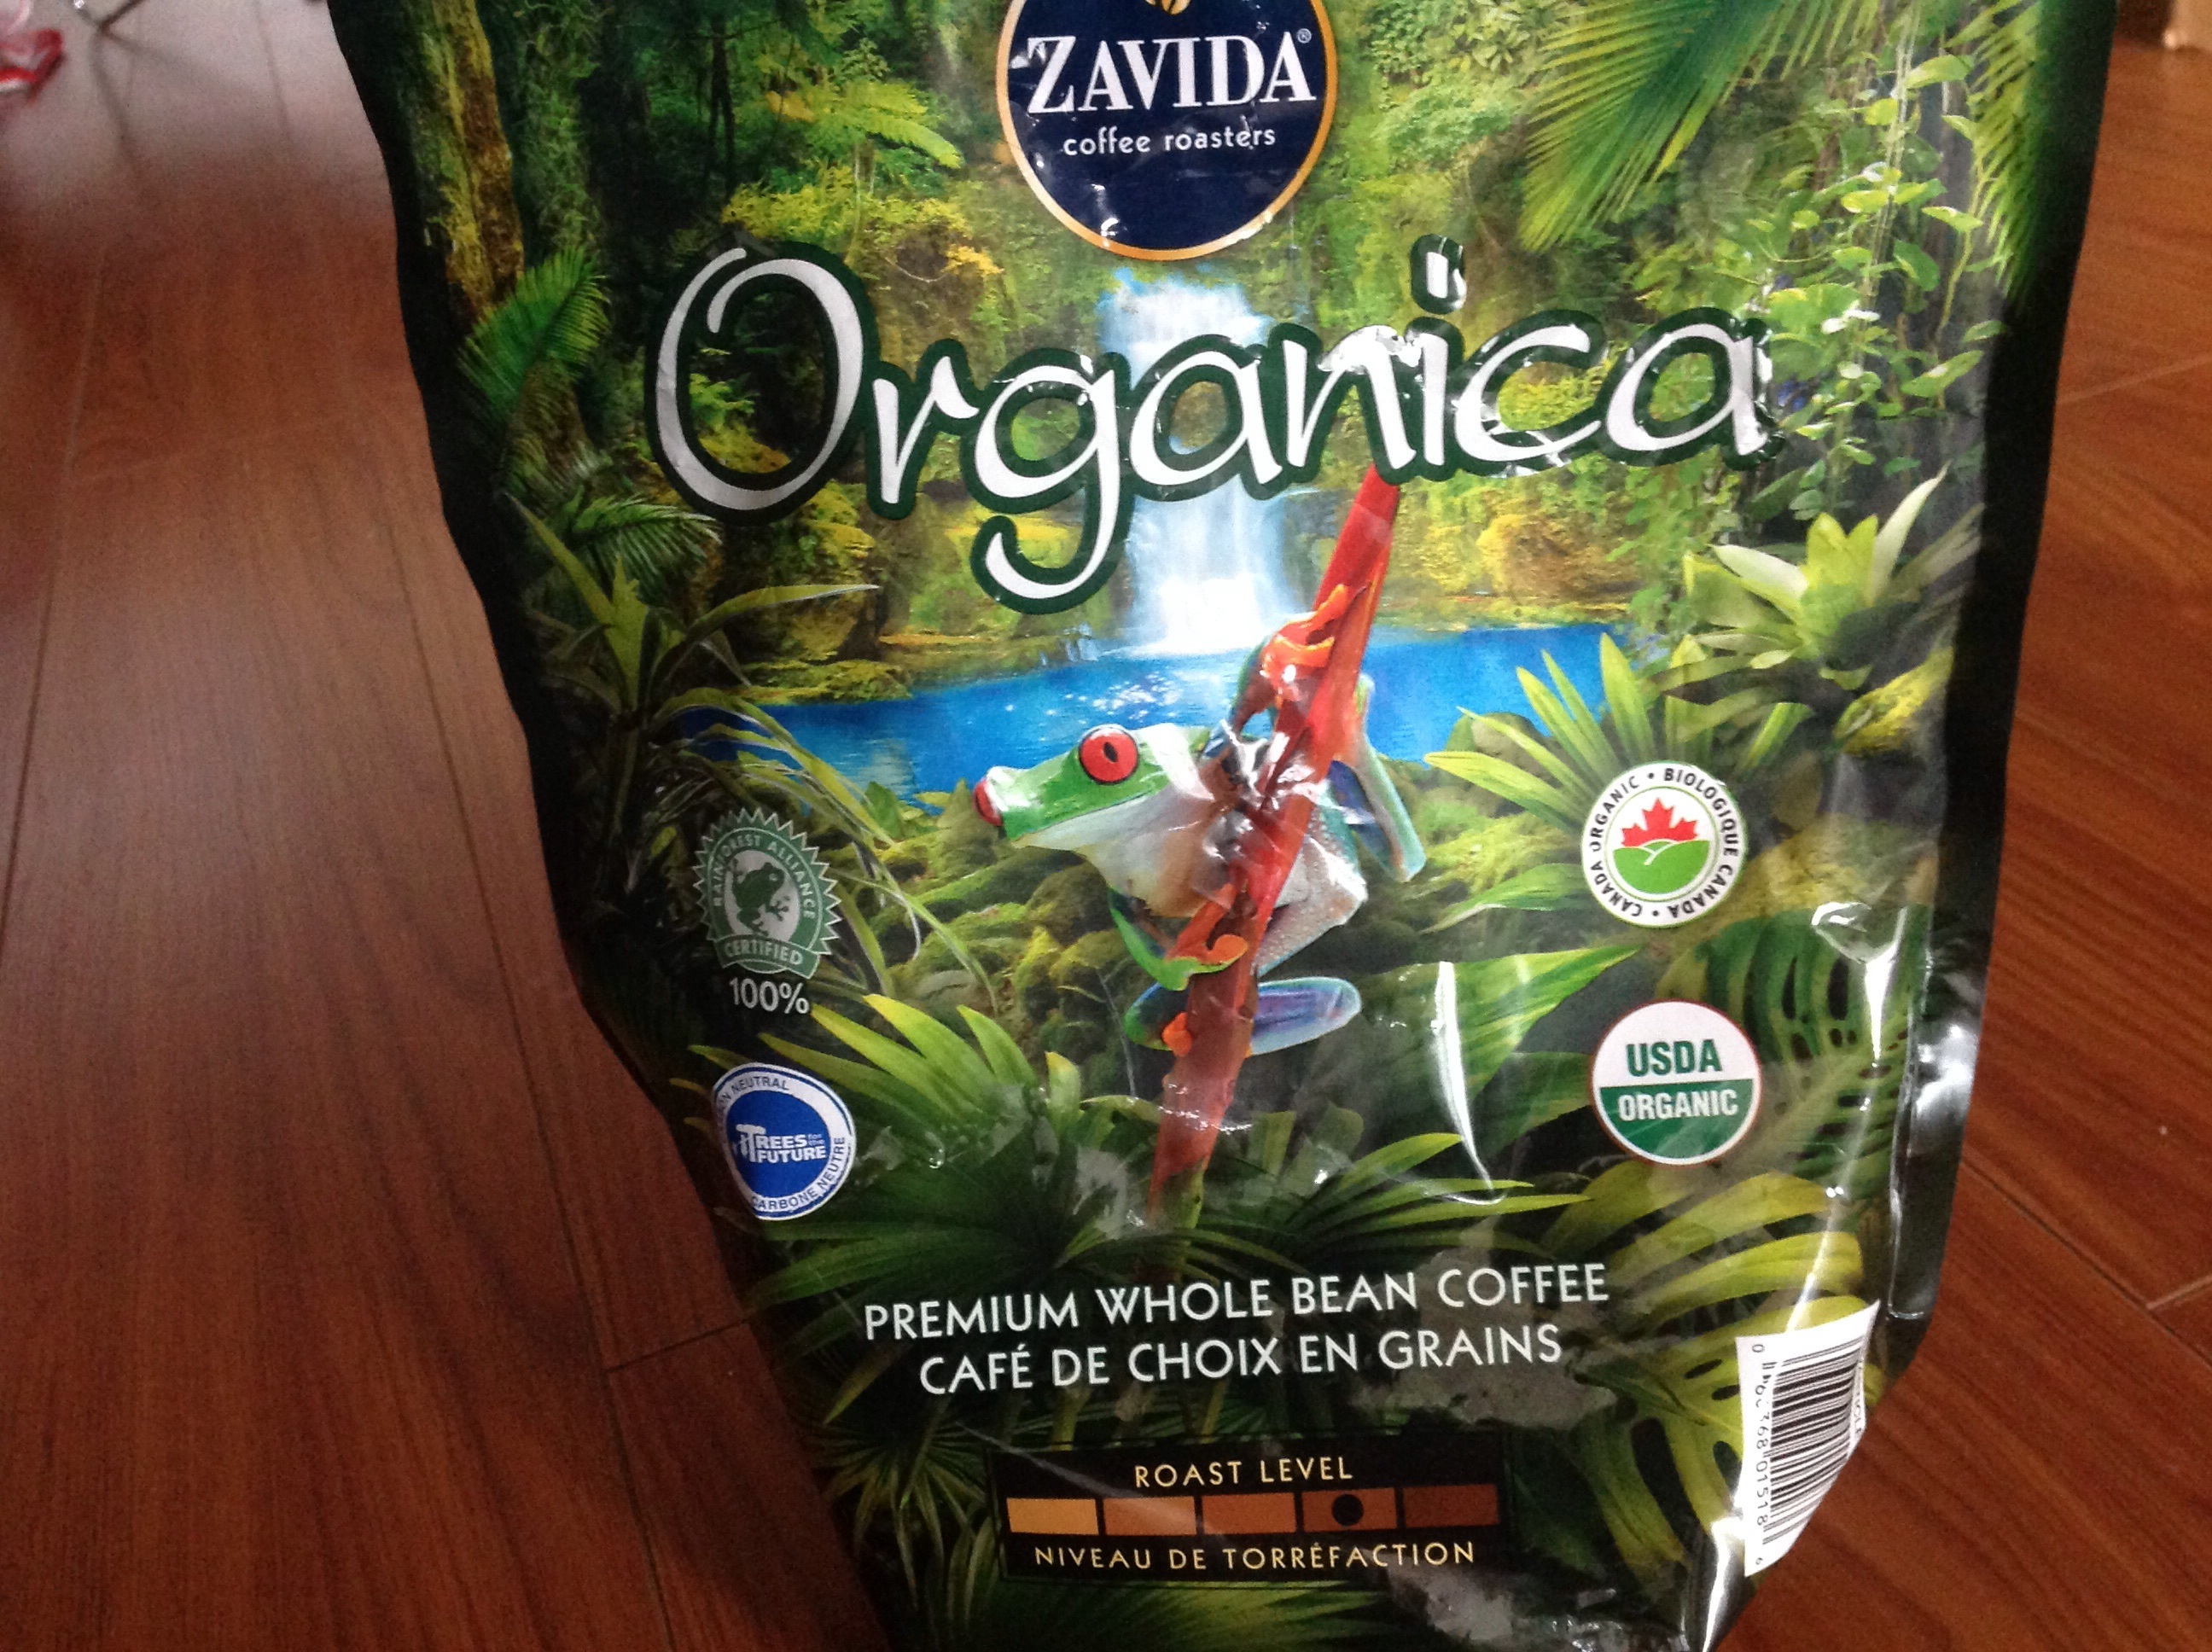 ZAVIDA®
coffee roasters
Organica
RAINFOREST ALLIANCE
CERTIFIED
100%
CANADA ORGANIC • BIOLOGIQUE CANADA •
NEUTRAL
TREES for the
FUTURE
CARBONE NEUTRE
USDA
ORGANIC
PREMIUM WHOLE BEAN COFFEE
CAFÉ DE CHOIX EN GRAINS
ROAST LEVEL
NIVEAU DE TORRÉFACTION